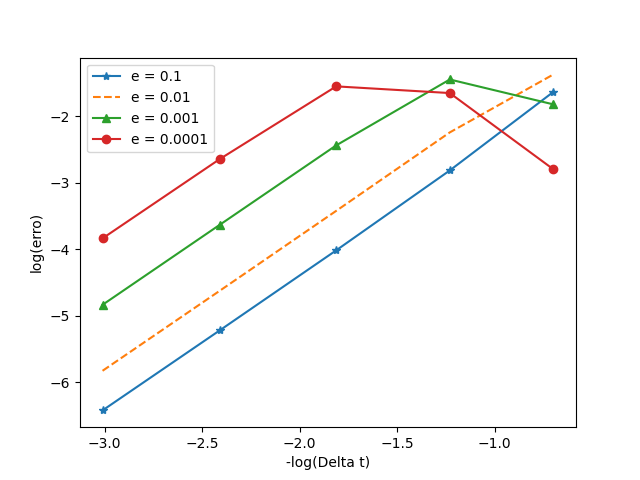 e = 0.1
e = 0.01
e = 0.001
e = 0.0001
−2
−3
−4
−5
−6
log(erro)
−3.0 −2.5 −2.0 −1.5 −1.0
-log(Delta t)